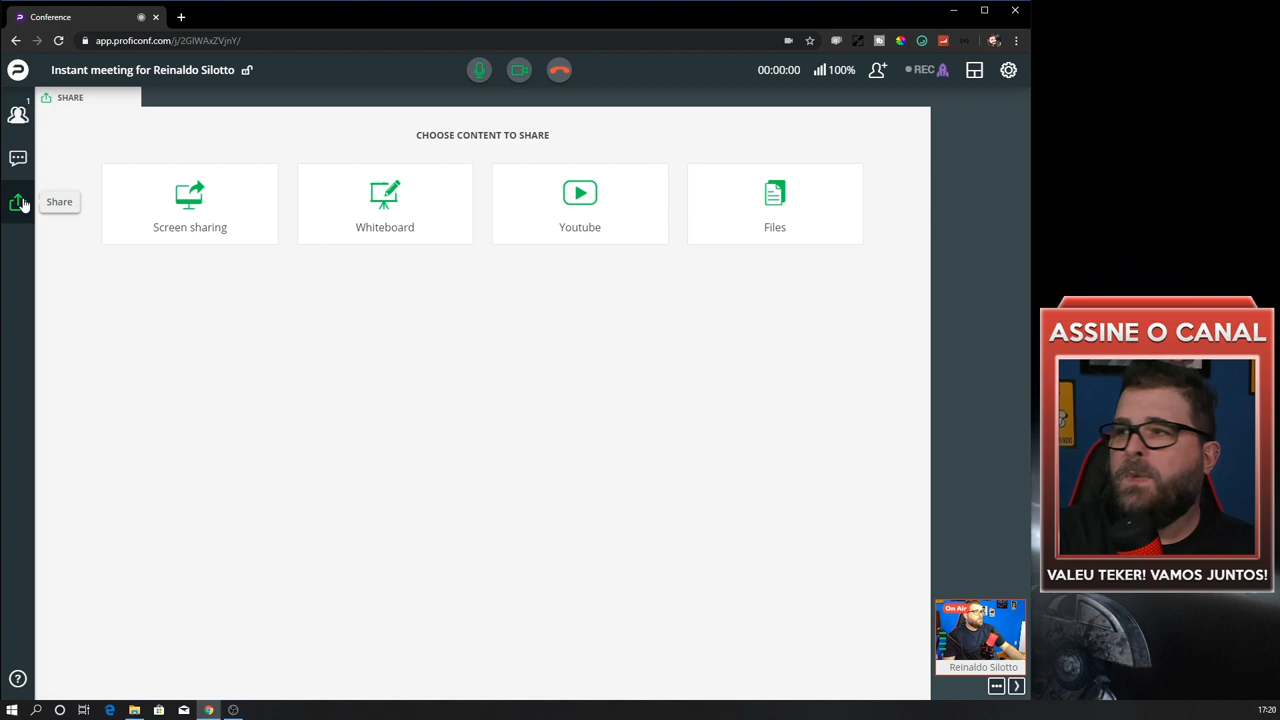 Conference
app.proficonf.com/j/2GIWAxZVjnY/
Instant meeting for Reinaldo Silotto
00:00:00
100%
REC
1
SHARE
CHOOSE CONTENT TO SHARE
Share
Screen sharing
Whiteboard
Youtube
Files
ASSINE O CANAL
VALEU TEKER! VAMOS JUNTOS!
On Air
Reinaldo Silotto
17:20